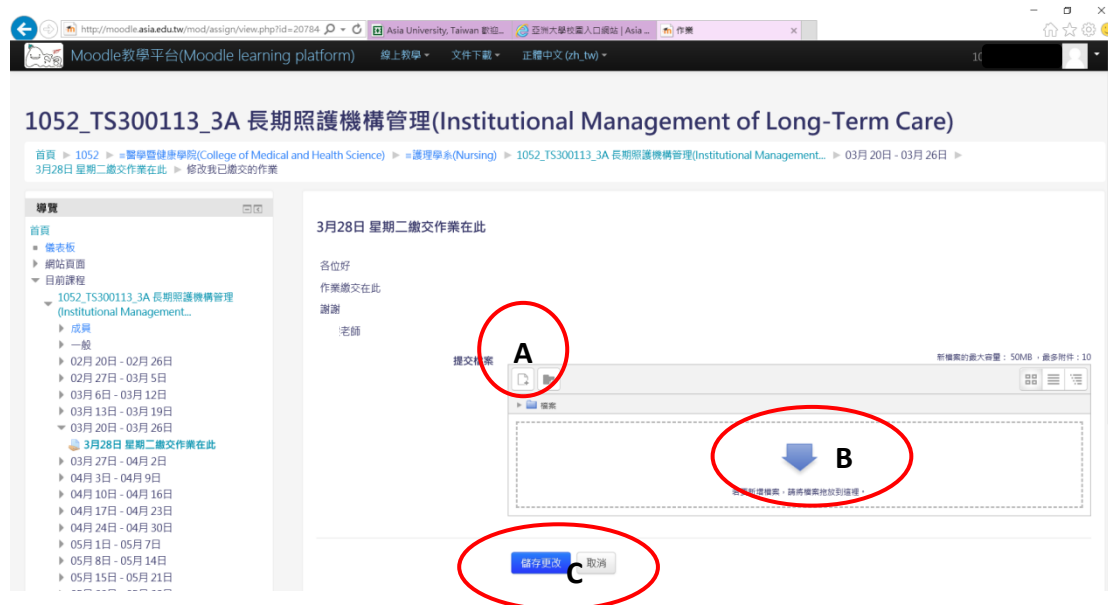 http://moodle.asia.edu.tw/mod/assign/view.php?id=20784
Asia University, Taiwan 歡迎...
亞洲大學校園入口網站 | Asia ...
作業
Moodle教學平台(Moodle learning platform)
線上教學
文件下載
正體中文 (zh_tw)
10
1052_TS300113_3A 長期照護機構管理(Institutional Management of Long-Term Care)
首頁 ▶ 1052 ▶ ≡醫學暨健康學院(College of Medical and Health Science) ▶ ≡護理學系(Nursing) ▶ 1052_TS300113_3A 長期照護機構管理(Institutional Management... ▶ 03月 20日 - 03月 26日 ▶
3月28日 星期二繳交作業在此 ▶ 修改我已繳交的作業
導覽
首頁
儀表板
網站頁面
目前課程
1052_TS300113_3A 長期照護機構管理
(Institutional Management...
成員
一般
02月 20日 - 02月 26日
02月 27日 - 03月 5日
03月 6日 - 03月 12日
03月 13日 - 03月 19日
03月 20日 - 03月 26日
3月28日 星期二繳交作業在此
03月 27日 - 04月 2日
04月 3日 - 04月 9日
04月 10日 - 04月 16日
04月 17日 - 04月 23日
04月 24日 - 04月 30日
05月 1日 - 05月 7日
05月 8日 - 05月 14日
05月 15日 - 05月 21日
3月28日 星期二繳交作業在此
各位好
作業繳交在此
謝謝
老師
提交檔案
A
新檔案的最大容量： 50MB ，最多附件：10
檔案
B
若要新增檔案，請將檔案拖放到這裡。
儲存更改
取消
C